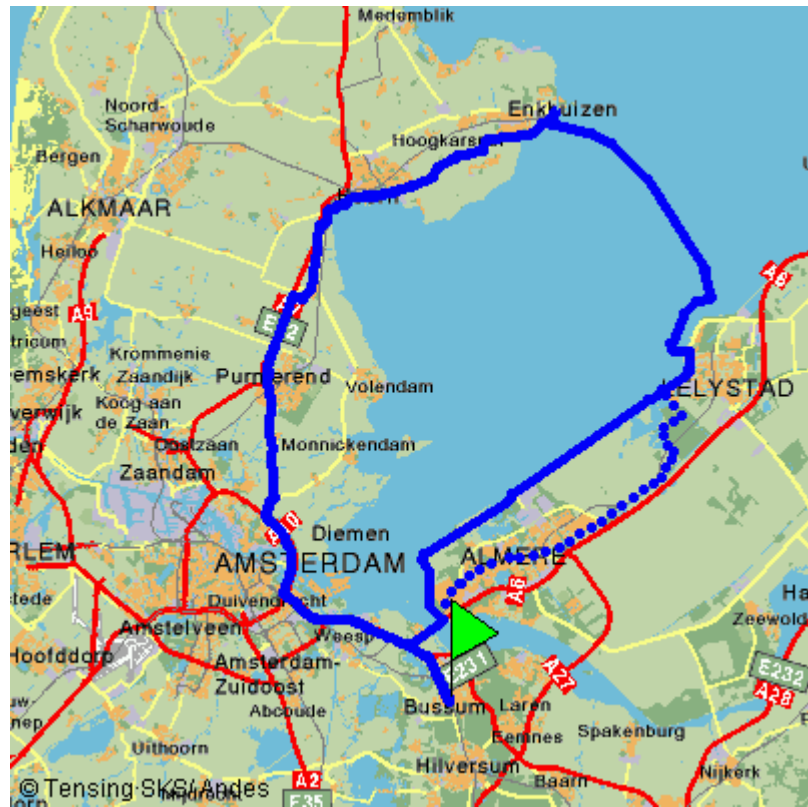 Medemblik
Noord-
Scharwoude
Enkhuizen
Hoogkarspel
Bergen
ALKMAAR
Heiloo
A6
A9
Krommenie
Zaandijk
Purmerend
Volendam
LELYSTAD
Koog aan
de Zaan
Oostzaan
Monnickendam
Zaandam
Diemen
AMSTERDAM
ALMERE
A6
Duivendrecht
Amstelveen
Weesp
Zeewold
Hoofddorp
Amsterdam-
Zuidoost
E231
A27
E232
A28
Abcoude
Bussum
Laren
Eemnes
Spakenburg
Uithoorn
Hilversum
Baarn
Nijkerk
A2
E35
© Tensing-SKS/Andes
Mijdrecht